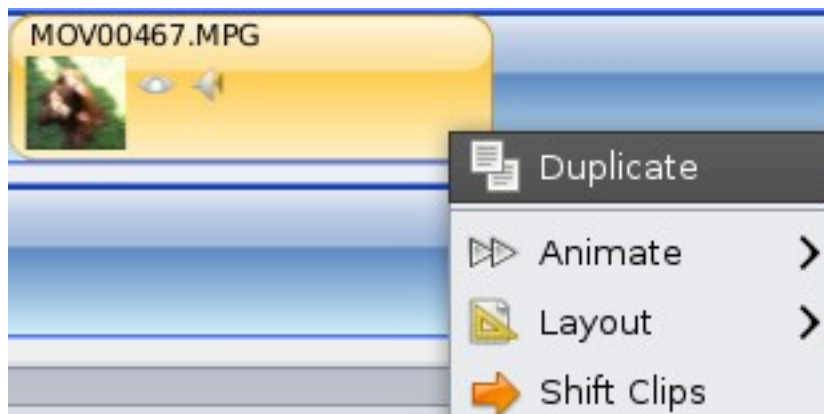 MOV00467.MPG
Duplicate
Animate
Layout
Shift Clips